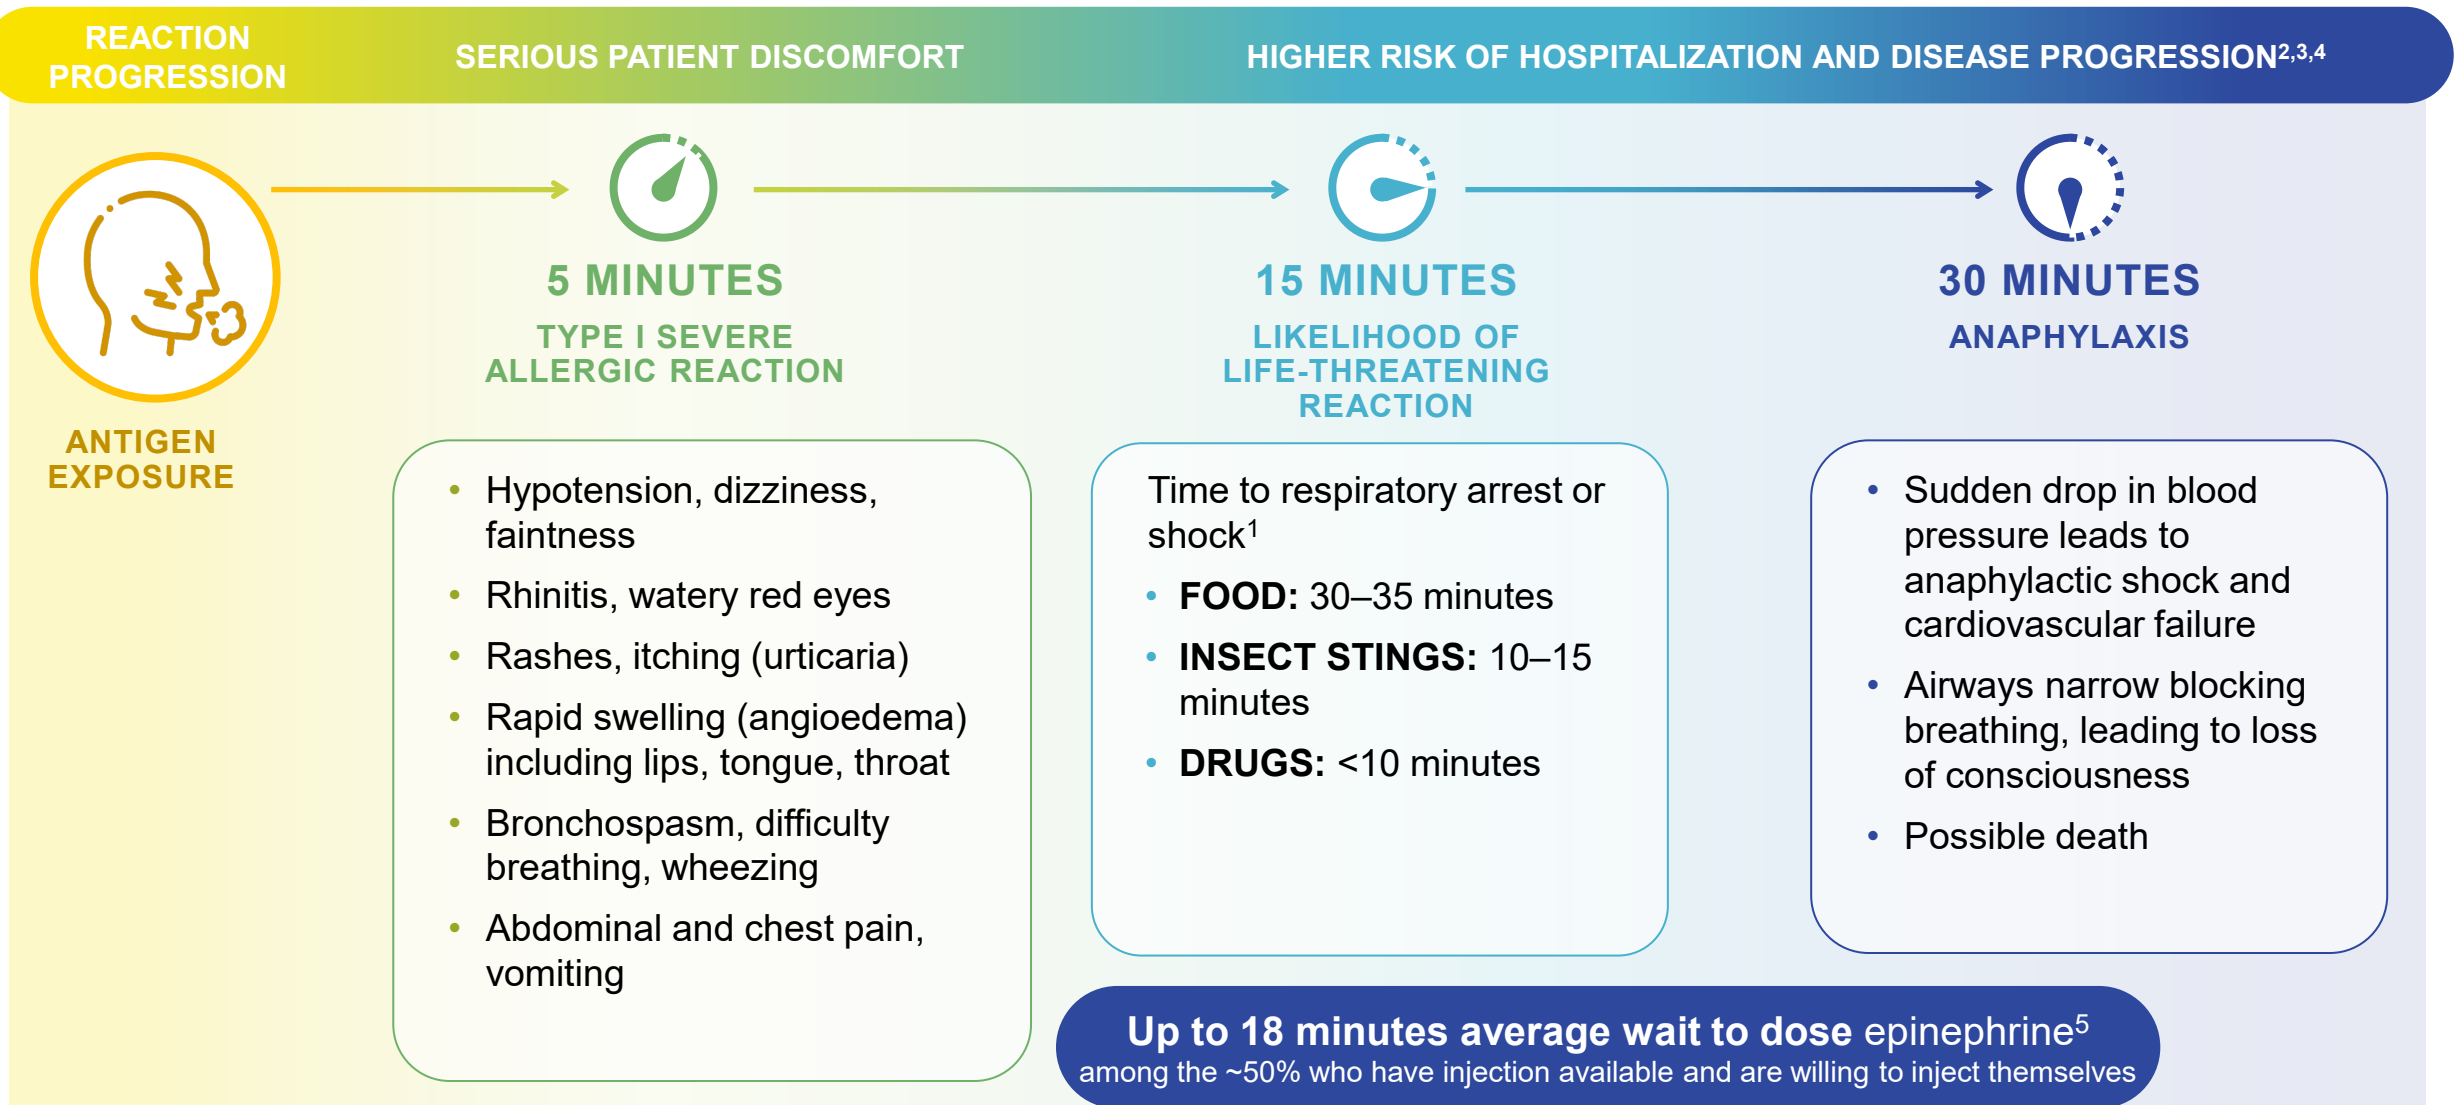 REACTION
PROGRESSION
SERIOUS PATIENT DISCOMFORT
HIGHER RISK OF HOSPITALIZATION AND DISEASE PROGRESSION2,3,4
ANTIGEN
EXPOSURE
5 MINUTES
TYPE I SEVERE
ALLERGIC REACTION
• Hypotension, dizziness,
faintness
• Rhinitis, watery red eyes
• Rashes, itching (urticaria)
• Rapid swelling (angioedema)
including lips, tongue, throat
• Bronchospasm, difficulty
breathing, wheezing
• Abdominal and chest pain,
vomiting
15 MINUTES
LIKELIHOOD OF
LIFE-THREATENING
REACTION
Time to respiratory arrest or
shock1
• FOOD: 30–35 minutes
• INSECT STINGS: 10–15
minutes
• DRUGS: <10 minutes
30 MINUTES
ANAPHYLAXIS
• Sudden drop in blood
pressure leads to
anaphylactic shock and
cardiovascular failure
• Airways narrow blocking
breathing, leading to loss
of consciousness
• Possible death
Up to 18 minutes average wait to dose epinephrine5
among the ~50% who have injection available and are willing to inject themselves